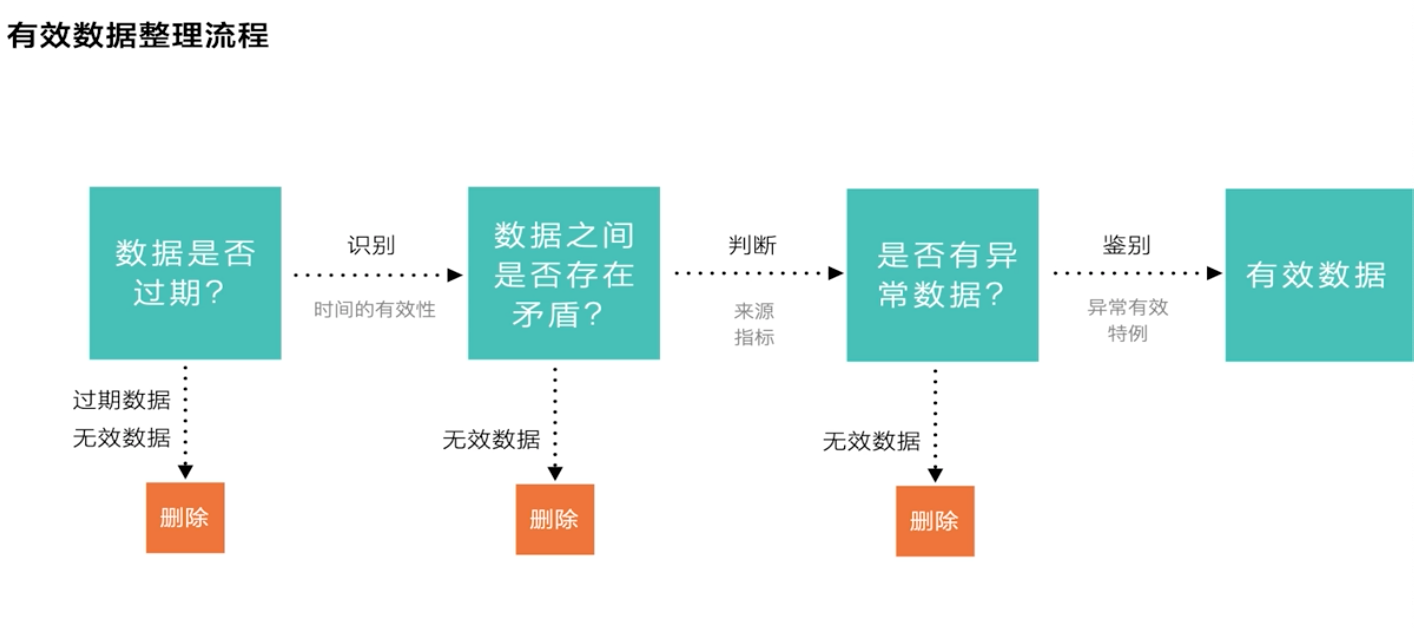 有效数据整理流程
数据是否
过期？
识别
时间的有效性
数据之间
是否存在
矛盾？
判断
来源
指标
是否有异
常数据？
鉴别
异常有效
特例
有效数据
过期数据
无效数据
删除
无效数据
删除
无效数据
删除